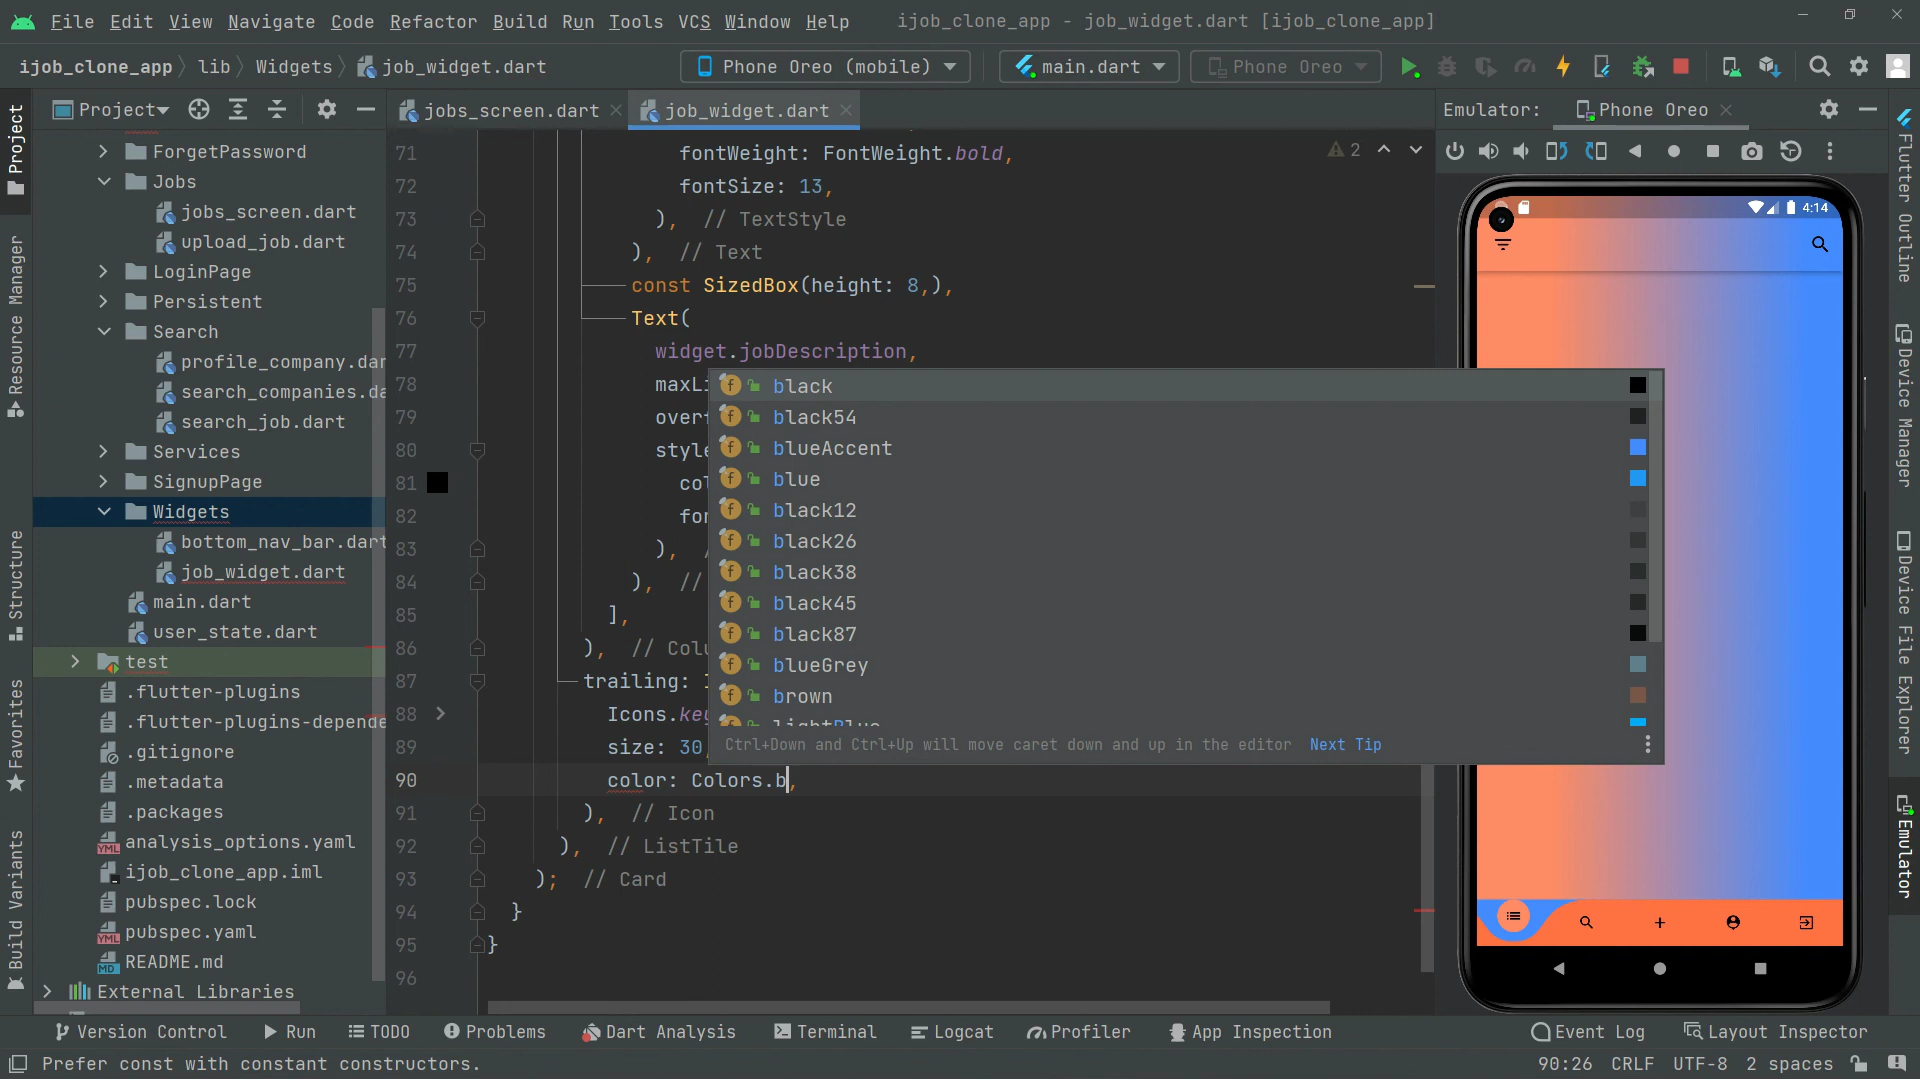 File Edit View Navigate Code Refactor Build Run Tools VCS Window Help ijob_clone_app - job_widget.dart [ijob_clone_app]
ijob_clone_app lib Widgets job_widget.dart Phone Oreo (mobile) main.dart Phone Oreo
Project jobs_screen.dart job_widget.dart Emulator: Phone Oreo
Project
Resource Manager
Structure
Favorites
Build Variants
ForgetPassword
Jobs
jobs_screen.dart
upload_job.dart
LoginPage
Persistent
Search
profile_company.dar
search_companies.da
search_job.dart
Services
SignupPage
Widgets
bottom_nav_bar.dart
job_widget.dart
main.dart
user_state.dart
test
.flutter-plugins
.flutter-plugins-depende
.gitignore
.metadata
.packages
analysis_options.yaml
ijob_clone_app.iml
pubspec.lock
pubspec.yaml
README.md
External Libraries
2
71 fontWeight: FontWeight.bold,
72 fontSize: 13,
73 ), // TextStyle
74 ), // Text
75 const SizedBox(height: 8,),
76 Text(
77 widget.jobDescription,
78 maxLi
79 overf
80 style
81 col
82 fon
83 ), /
84 ), //
85 ],
86 ), // Colu
87 trailing: I
88 Icons.key
89 size: 30,
90 color: Colors.b,
91 ), // Icon
92 ), // ListTile
93 ); // Card
94 }
95 }
96
black
black54
blueAccent
blue
black12
black26
black38
black45
black87
blueGrey
brown
lightBlue
Ctrl+Down and Ctrl+Up will move caret down and up in the editor Next Tip
4:14
Flutter Outline
Device Manager
Device File Explorer
Emulator
Version Control Run TODO Problems Dart Analysis Terminal Logcat Profiler App Inspection Event Log Layout Inspector
Prefer const with constant constructors. 90:26 CRLF UTF-8 2 spaces